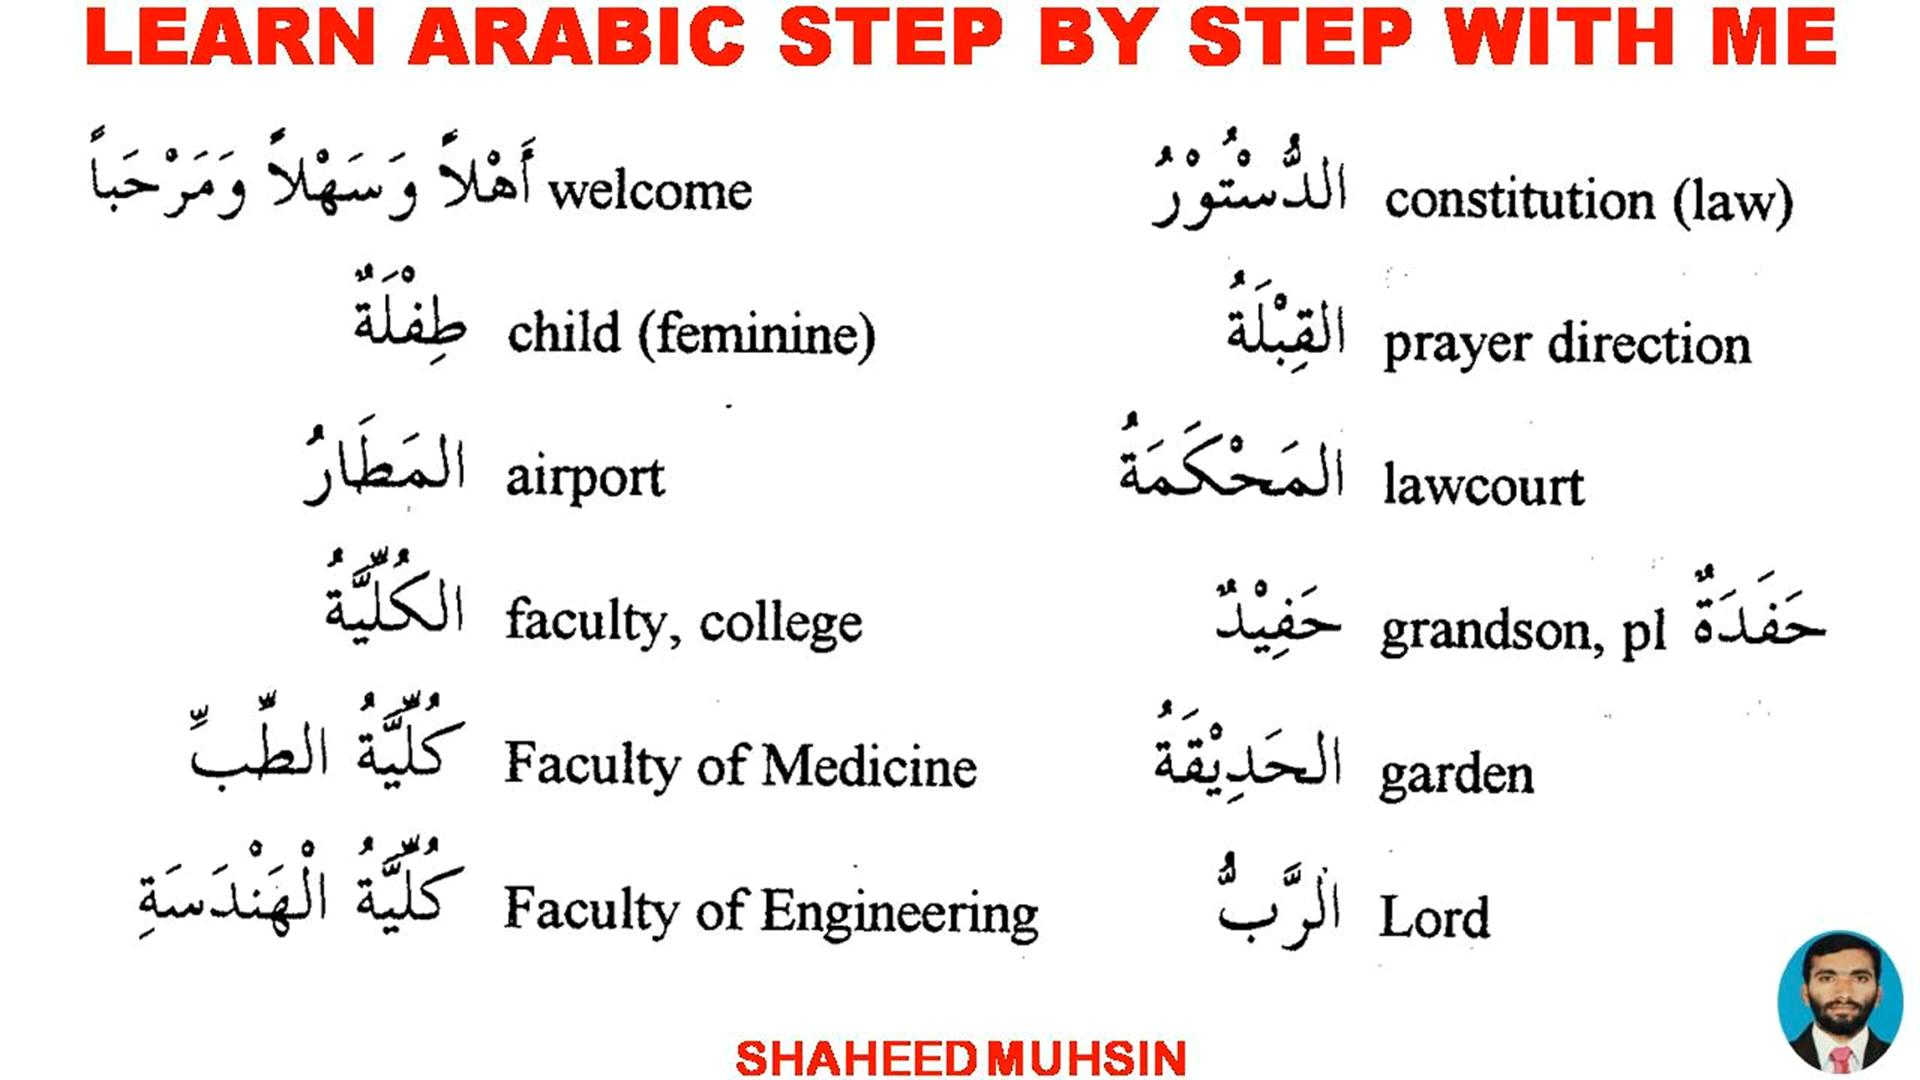 LEARN ARABIC STEP BY STEP WITH ME
أَهْلاً وَسَهْلاً وَمَرْحَباً welcome
طِفْلَةٌ child (feminine)
المَطَارُ airport
الكُلِّيَّةُ faculty, college
كُلِّيَّةُ الطِّبِّ Faculty of Medicine
كُلِّيَّةُ الْهَنْدَسَةِ Faculty of Engineering
الدُّسْتُوْرُ constitution (law)
القِبْلَةُ prayer direction
المَحْكَمَةُ lawcourt
حَفِيْدٌ grandson, pl حَفَدَةٌ
الحَدِيْقَةُ garden
الرَّبُّ Lord
SHAHEED MUHSIN